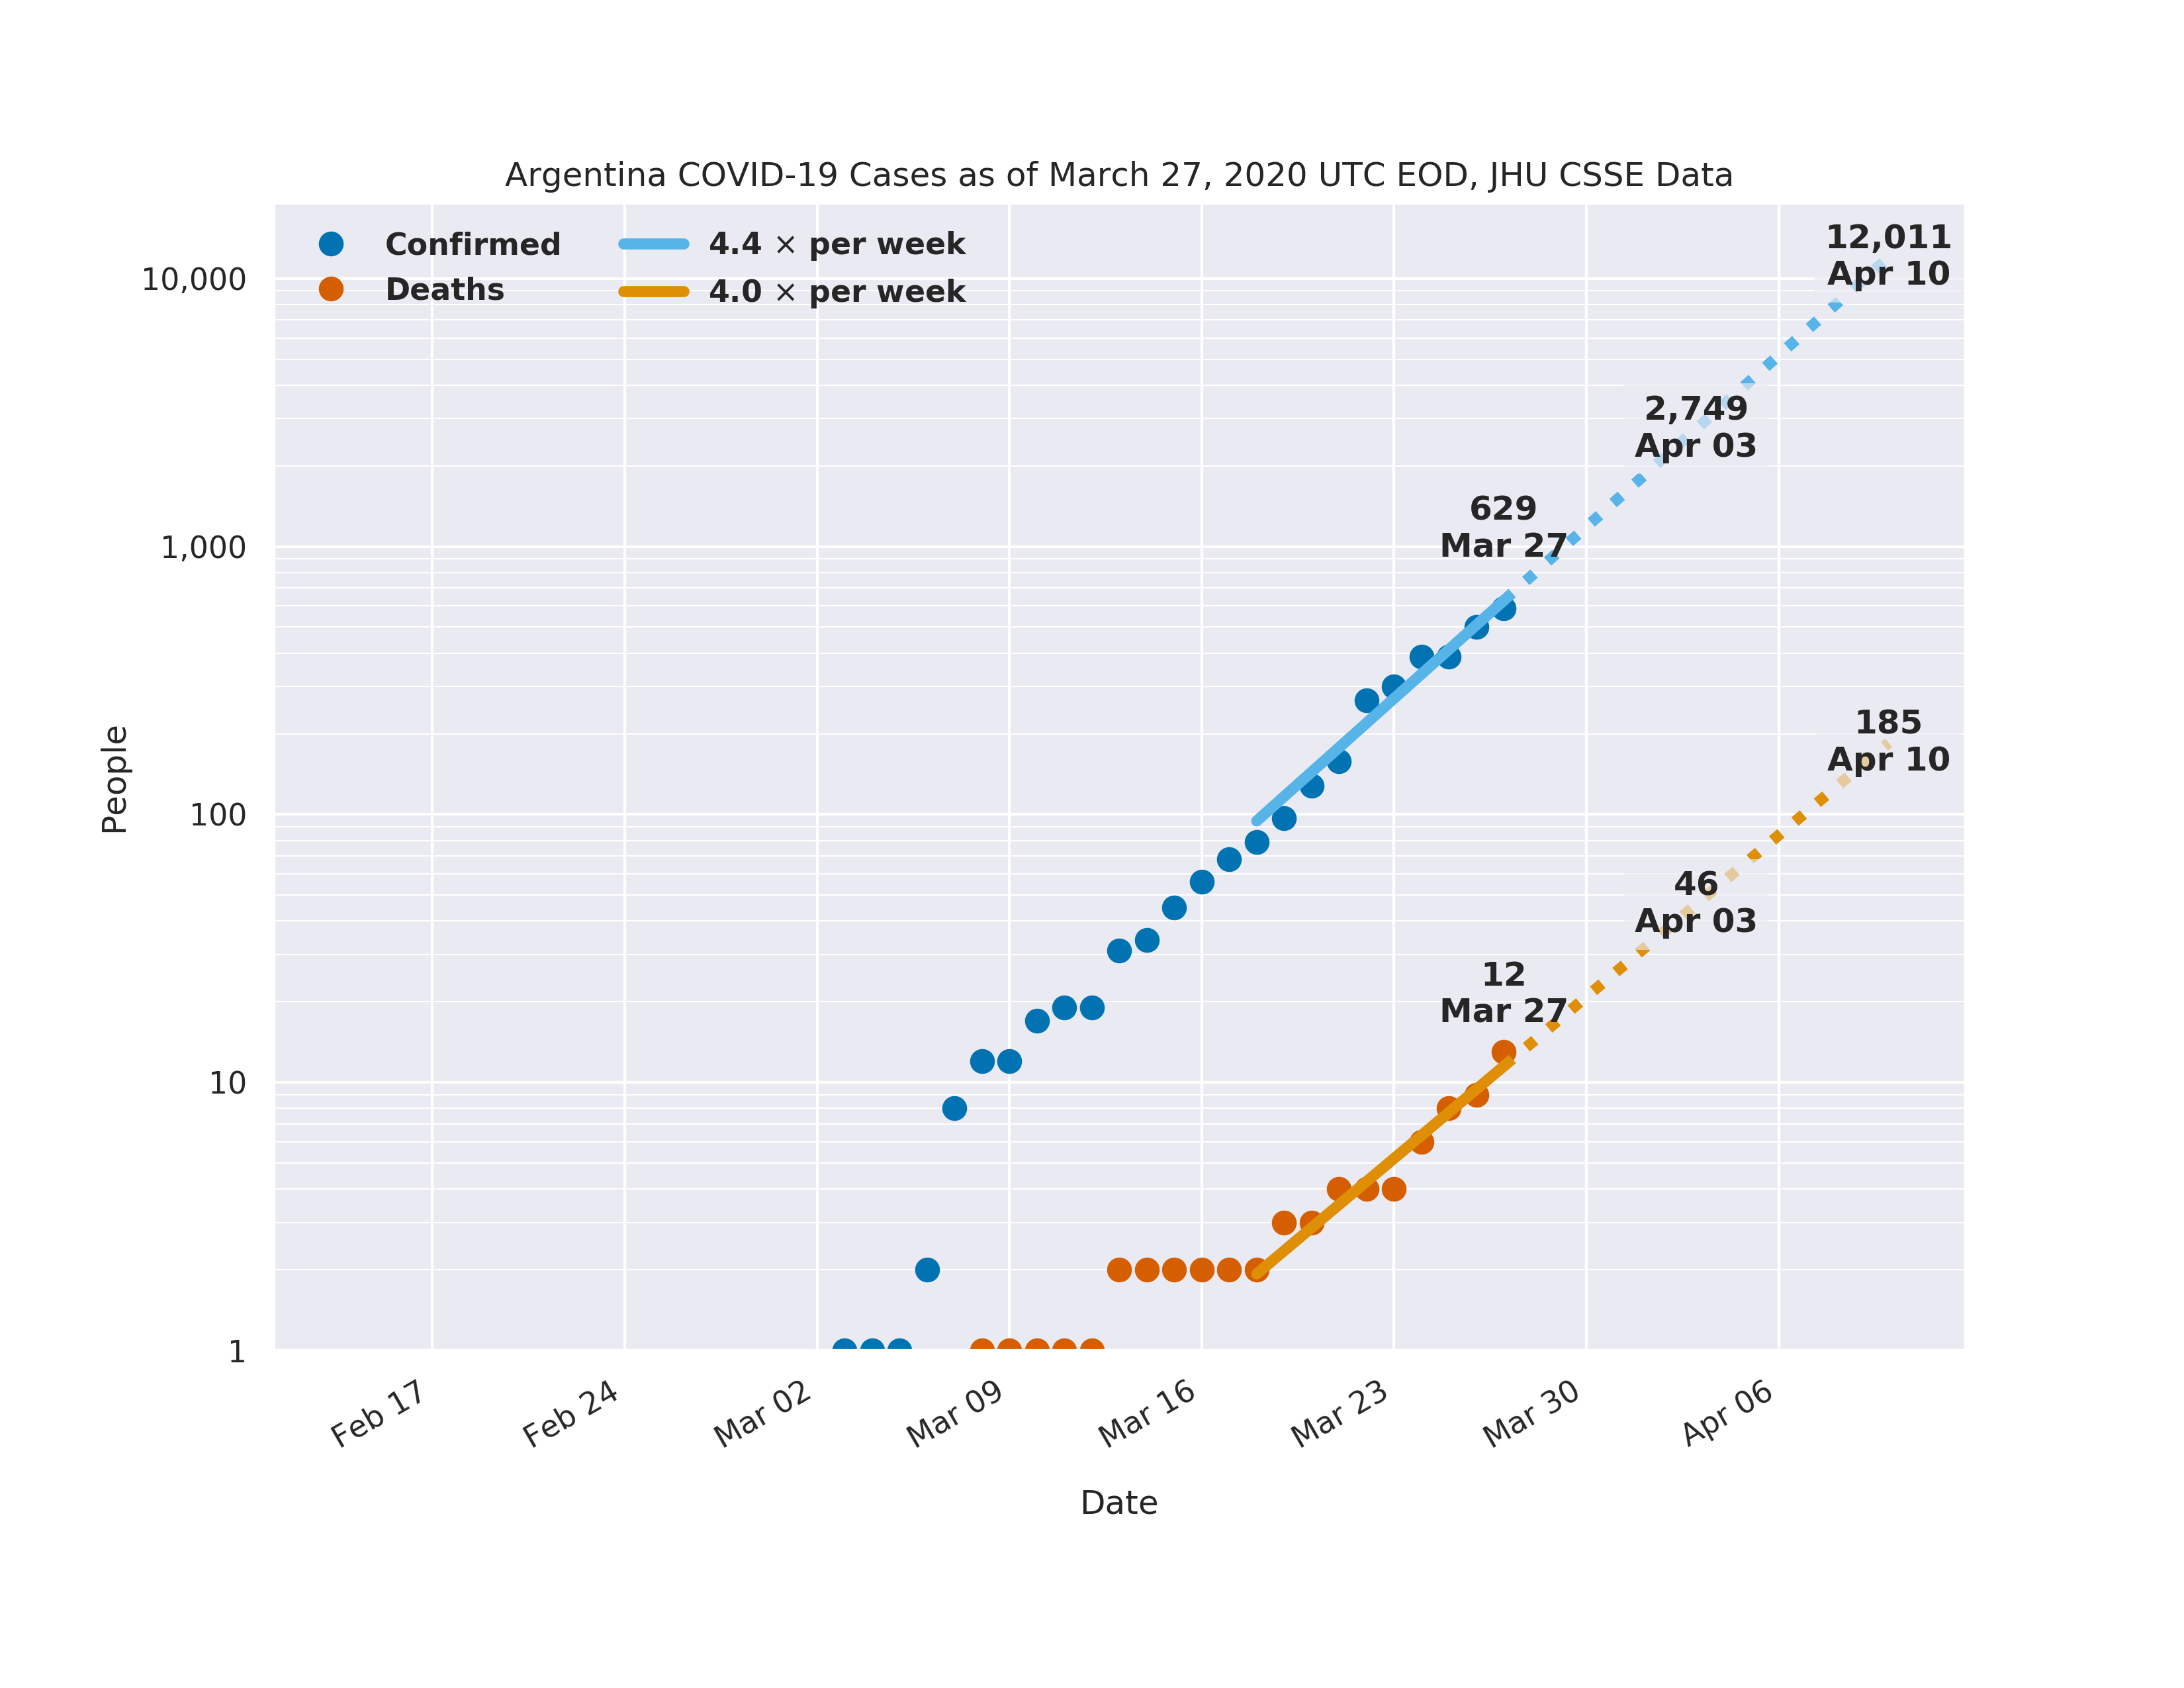 Argentina COVID-19 Cases as of March 27, 2020 UTC EOD, JHU CSSE Data
Confirmed
Deaths
4.4 × per week
4.0 × per week
12,011
Apr 10
2,749
Apr 03
629
Mar 27
185
Apr 10
46
Apr 03
12
Mar 27
People
10,000
1,000
100
10
1
Feb 17
Feb 24
Mar 02
Mar 09
Mar 16
Mar 23
Mar 30
Apr 06
Date